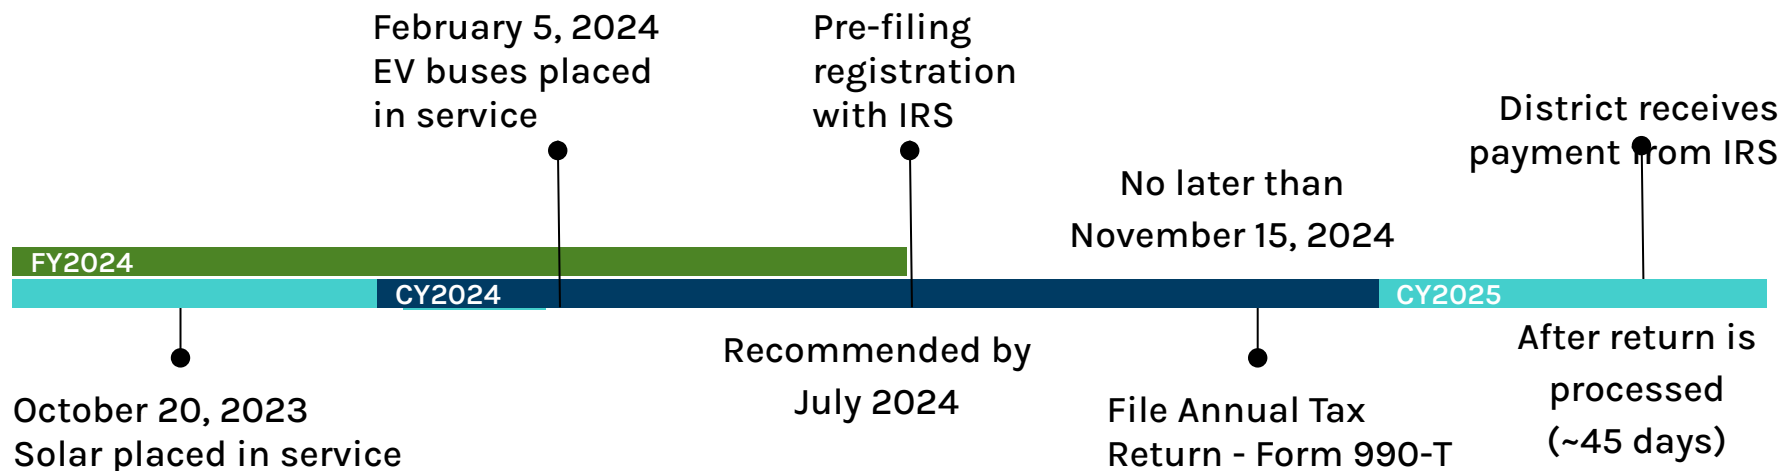 February 5, 2024
EV buses placed
in service
Pre-filing
registration
with IRS
District receives
payment from IRS
No later than
November 15, 2024
FY2024
CY2024
CY2025
October 20, 2023
Solar placed in service
Recommended by
July 2024
File Annual Tax
Return - Form 990-T
After return is
processed
(~45 days)